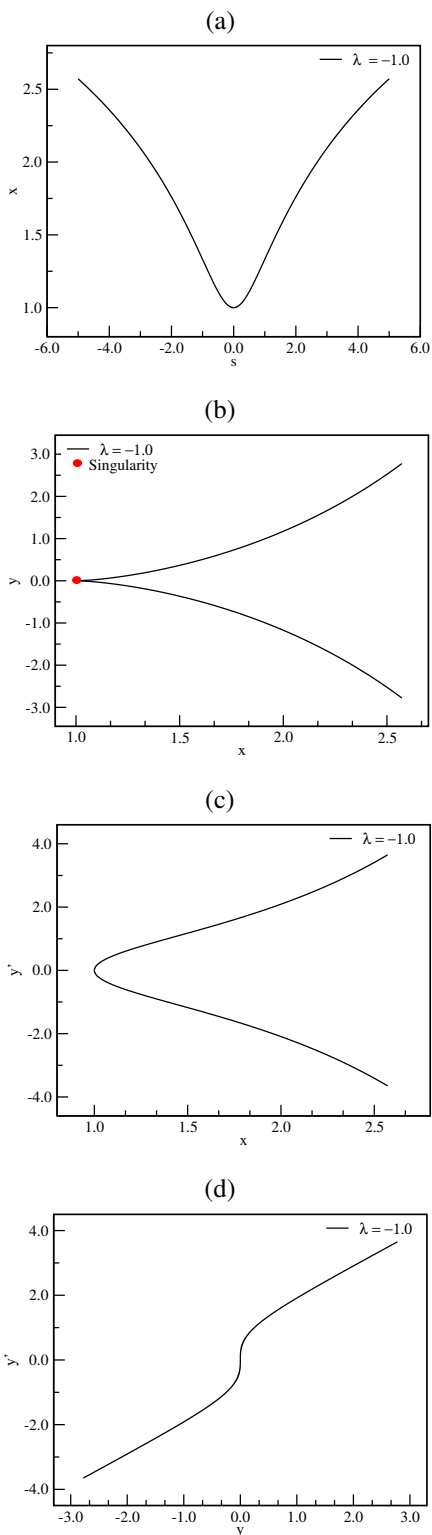 (a)
λ = −1.0
2.5
2.0
x
1.5
1.0
-6.0 -4.0 -2.0 0.0 2.0 4.0 6.0
s
(b)
3.0
λ = −1.0
Singularity
2.0
1.0
y
0.0
-1.0
-2.0
-3.0
1.0 1.5 2.0 2.5
x
(c)
4.0
λ = −1.0
2.0
y'
0.0
-2.0
-4.0
1.0 1.5 2.0 2.5
x
(d)
4.0
λ = −1.0
2.0
y'
0.0
-2.0
-4.0
-3.0 -2.0 -1.0 0.0 1.0 2.0 3.0
y